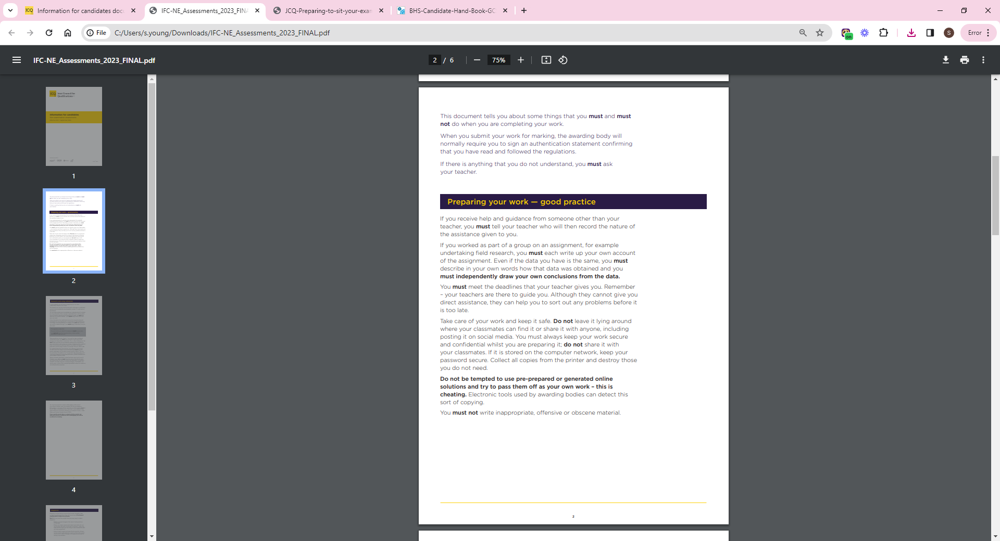 Information for candidates docu
IFC-NE_Assessments_2023_FINA
JCQ-Preparing-to-sit-your-exam
BHS-Candidate-Hand-Book-GC
File
C:/Users/s.young/Downloads/IFC-NE_Assessments_2023_FINAL.pdf
on
S
Error
IFC-NE_Assessments_2023_FINAL.pdf
2 / 6
75%
JCQ Joint Council for
Qualifications
Information for candidates
1
2
3
4
This document tells you about some things that you must and must
not do when you are completing your work.
When you submit your work for marking, the awarding body will
normally require you to sign an authentication statement confirming
that you have read and followed the regulations.
If there is anything that you do not understand, you must ask
your teacher.
Preparing your work — good practice
If you receive help and guidance from someone other than your
teacher, you must tell your teacher who will then record the nature of
the assistance given to you.
If you worked as part of a group on an assignment, for example
undertaking field research, you must each write up your own account
of the assignment. Even if the data you have is the same, you must
describe in your own words how that data was obtained and you
must independently draw your own conclusions from the data.
You must meet the deadlines that your teacher gives you. Remember
– your teachers are there to guide you. Although they cannot give you
direct assistance, they can help you to sort out any problems before it
is too late.
Take care of your work and keep it safe. Do not leave it lying around
where your classmates can find it or share it with anyone, including
posting it on social media. You must always keep your work secure
and confidential whilst you are preparing it; do not share it with
your classmates. If it is stored on the computer network, keep your
password secure. Collect all copies from the printer and destroy those
you do not need.
Do not be tempted to use pre-prepared or generated online
solutions and try to pass them off as your own work – this is
cheating. Electronic tools used by awarding bodies can detect this
sort of copying.
You must not write inappropriate, offensive or obscene material.
2